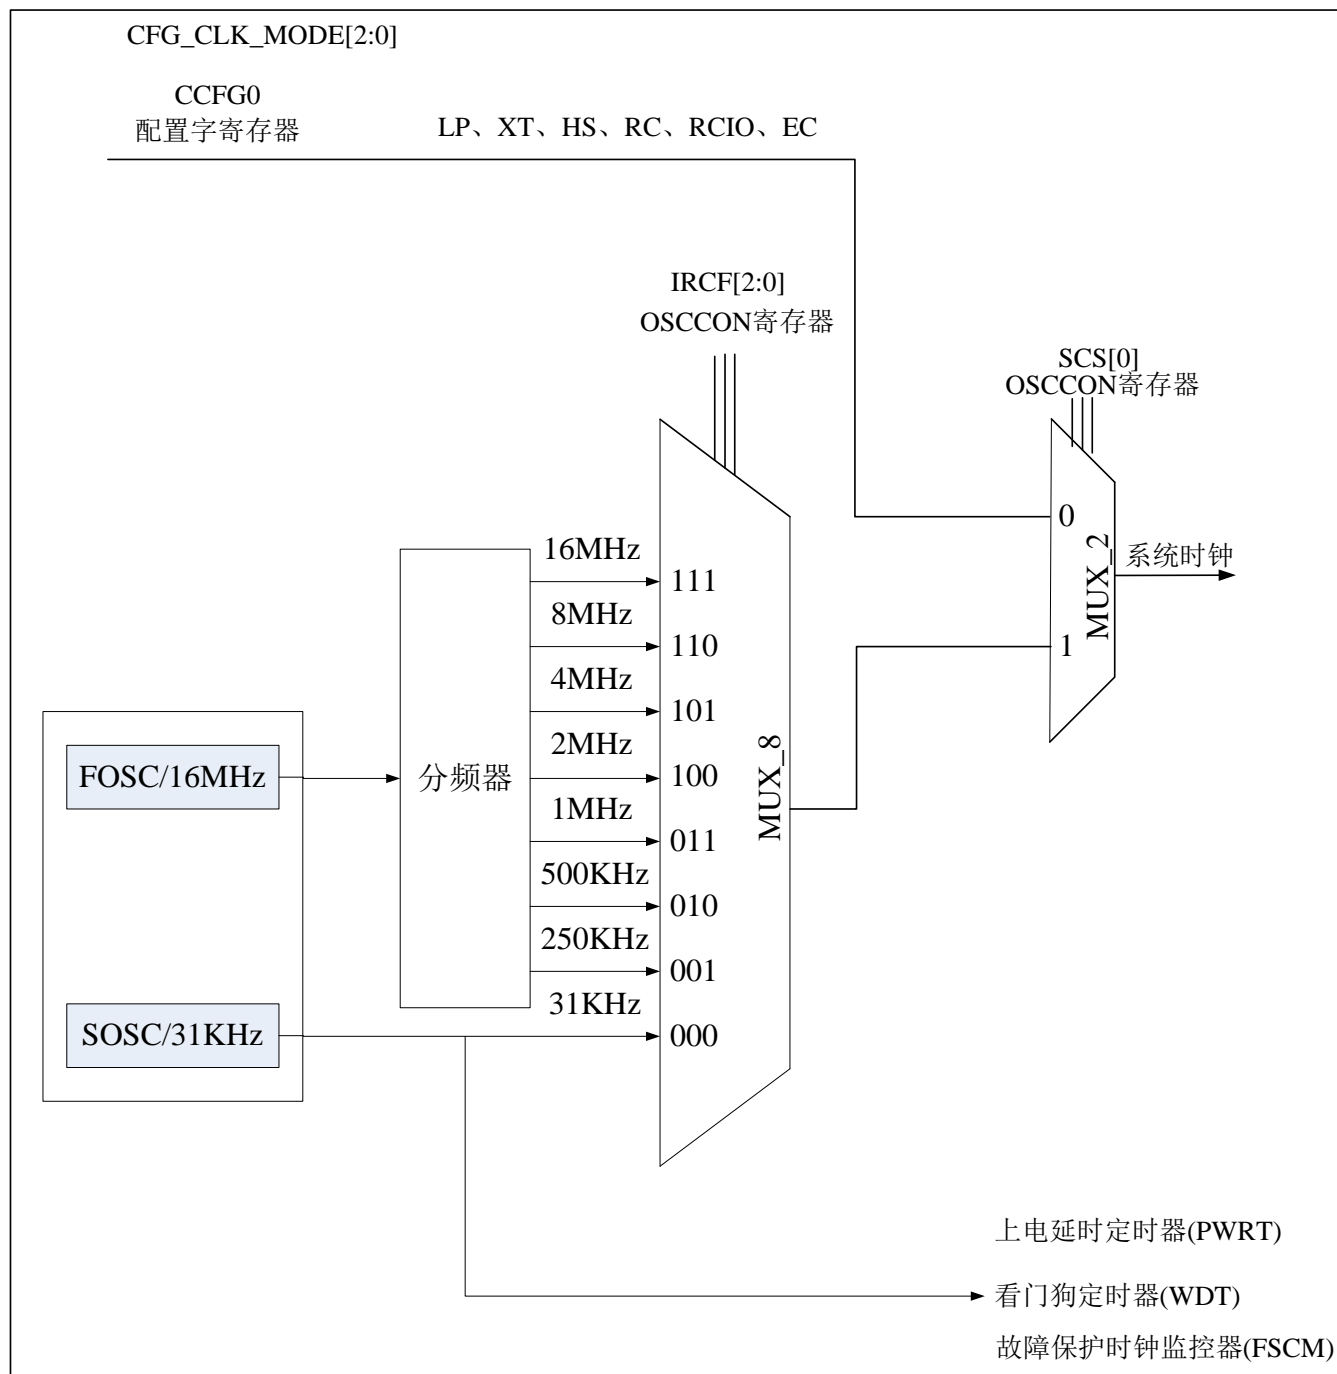 CFG_CLK_MODE[2:0]
CCFG0
配置字寄存器
LP、XT、HS、RC、RCIO、EC
IRCF[2:0]
OSCCON寄存器
SCS[0]
OSCCON寄存器
0
1
MUX_2
系统时钟
16MHz
111
8MHz
110
4MHz
101
2MHz
100
1MHz
011
500KHz
010
250KHz
001
31KHz
000
MUX_8
FOSC/16MHz
分频器
SOSC/31KHz
上电延时定时器(PWRT)
看门狗定时器(WDT)
故障保护时钟监控器(FSCM)